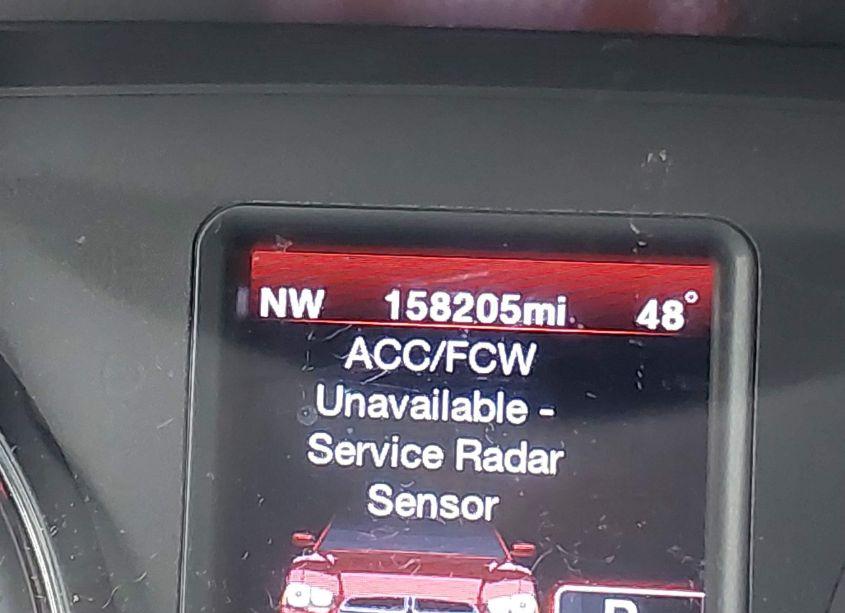 NW 158205mi 48°
ACC/FCW
Unavailable -
Service Radar
Sensor